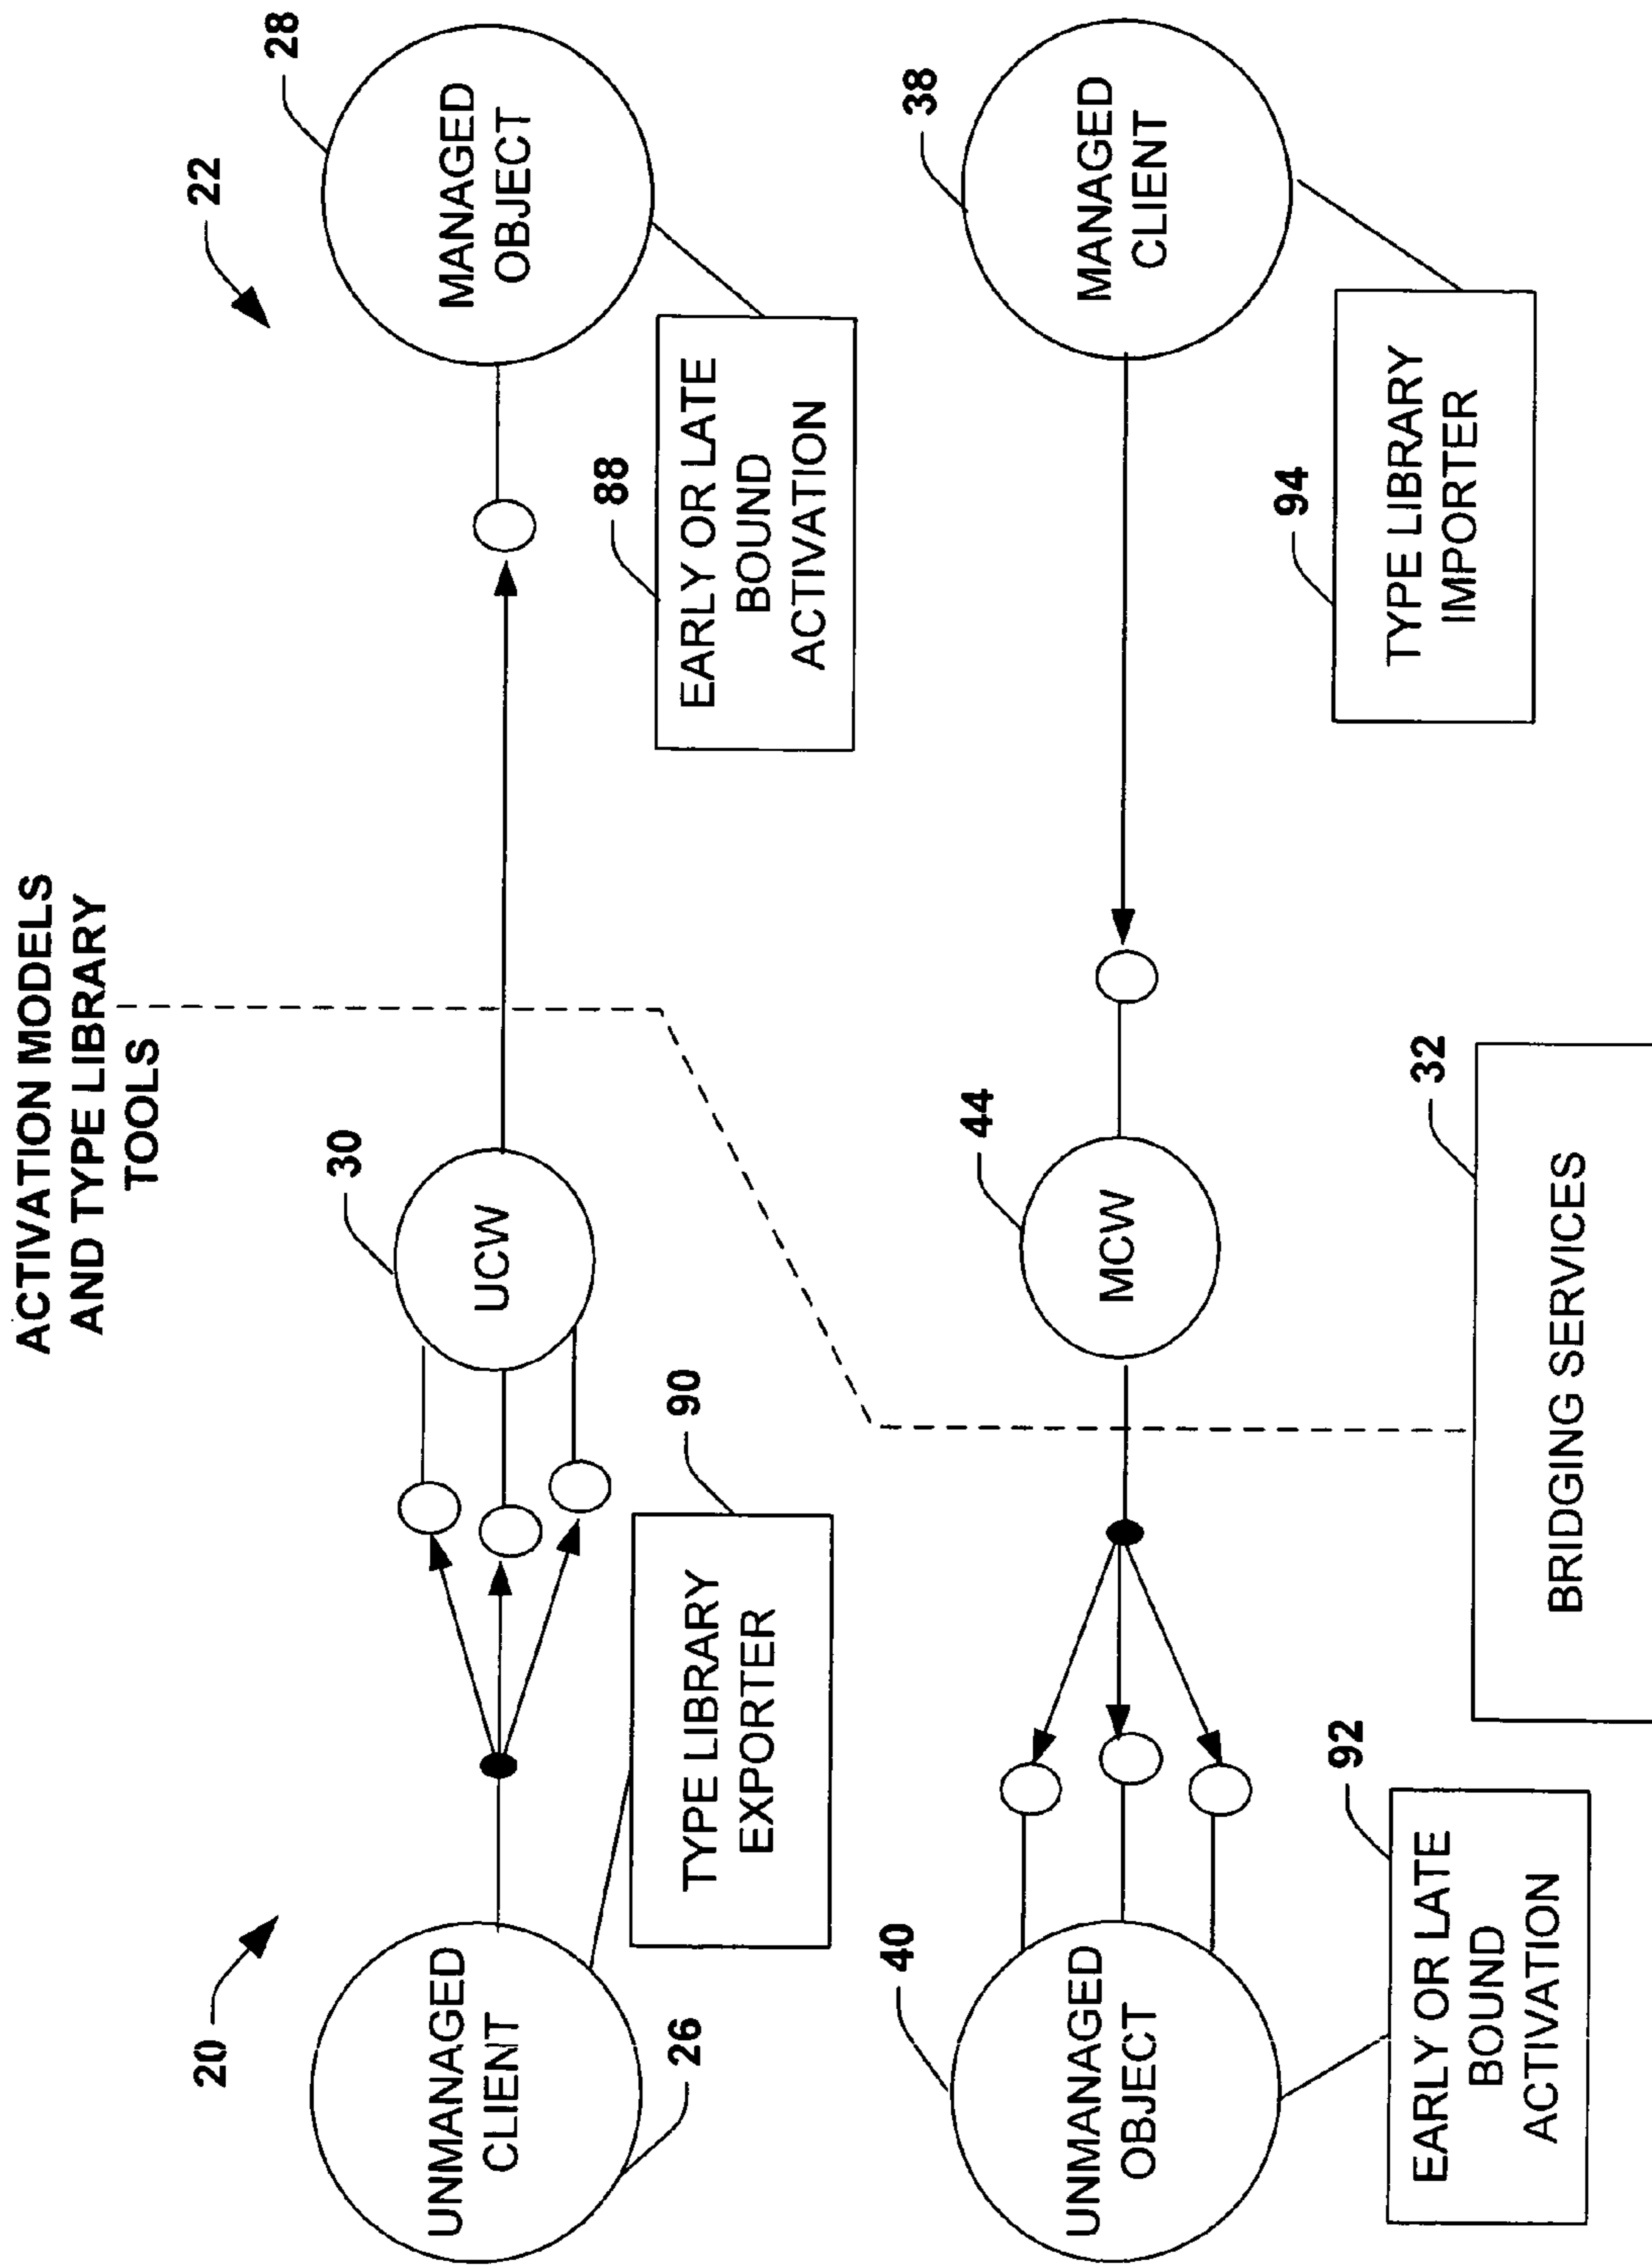 ACTIVATION MODELS
AND TYPE LIBRARY
TOOLS
20
22
UNMANAGED
CLIENT
26
30
UCW
28
MANAGED
OBJECT
90
TYPE LIBRARY
EXPORTER
88
EARLY OR LATE
BOUND
ACTIVATION
40
UNMANAGED
OBJECT
44
MCW
38
MANAGED
CLIENT
92
EARLY OR LATE
BOUND
ACTIVATION
32
BRIDGING SERVICES
94
TYPE LIBRARY
IMPORTER